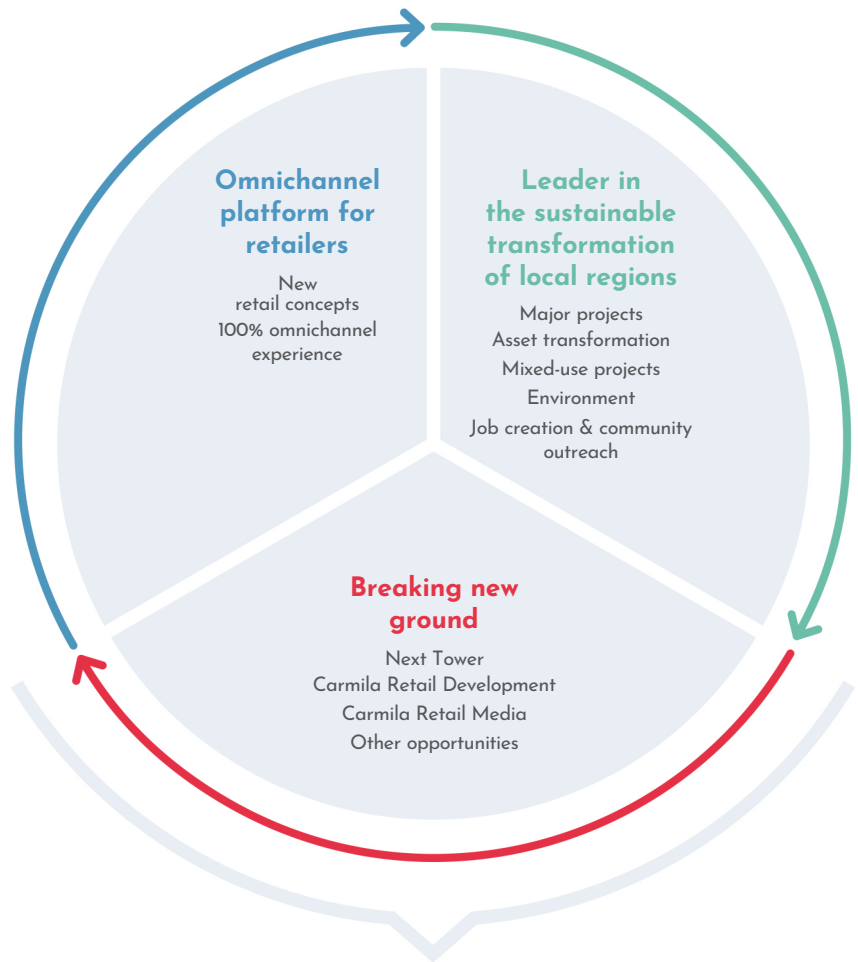 Omnichannel
platform for
retailers
New
retail concepts
100% omnichannel
experience
Leader in
the sustainable
transformation
of local regions
Major projects
Asset transformation
Mixed-use projects
Environment
Job creation & community
outreach
Breaking new
ground
Next Tower
Carmila Retail Development
Carmila Retail Media
Other opportunities